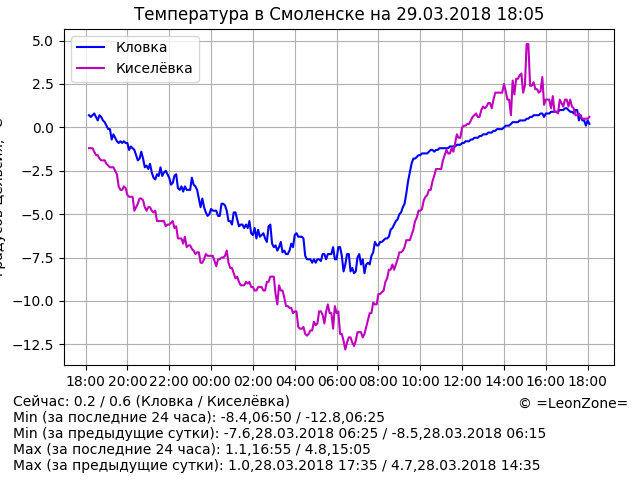 Температура в Смоленске на 29.03.2018 18:05
Кловка
Киселёвка
5.0
2.5
0.0
−2.5
−5.0
−7.5
−10.0
−12.5
18:00 20:00 22:00 00:00 02:00 04:00 06:00 08:00 10:00 12:00 14:00 16:00 18:00
Сейчас: 0.2 / 0.6 (Кловка / Киселёвка)
© =LeonZone=
Min (за последние 24 часа): -8.4,06:50 / -12.8,06:25
Min (за предыдущие сутки): -7.6,28.03.2018 06:25 / -8.5,28.03.2018 06:15
Max (за последние 24 часа): 1.1,16:55 / 4.8,15:05
Max (за предыдущие сутки): 1.0,28.03.2018 17:35 / 4.7,28.03.2018 14:35